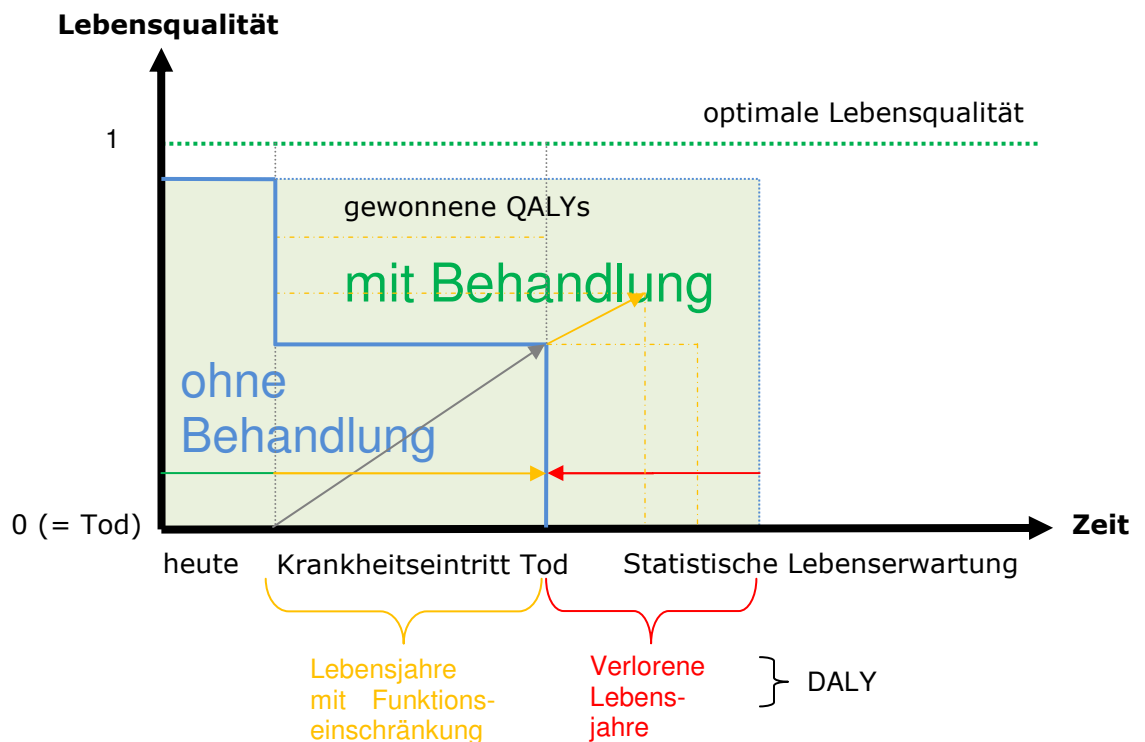 Lebensqualität
optimale Lebensqualität
1
gewonnene QALYs
mit Behandlung
ohne
Behandlung
0 (= Tod)
Zeit
heute Krankheitseintritt Tod Statistische Lebenserwartung
Lebensjahre
mit Funktions-
einschränkung
Verlorene
Lebens-
jahre
DALY